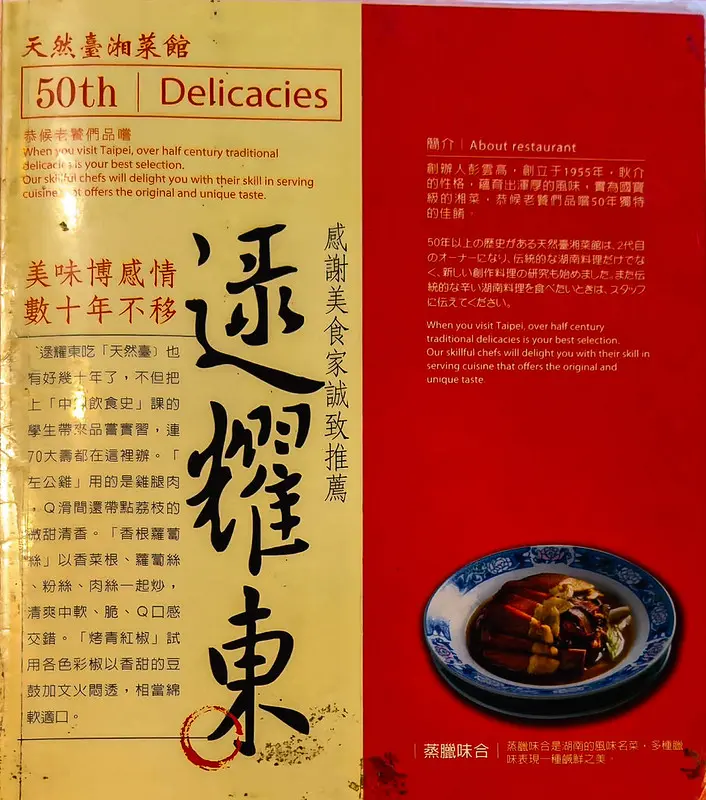 天然臺湘菜館
50th | Delicacies
恭候老饕們品嚐
When you visit Taipei, over half century traditional
delicacies is your best selection.
Our skillful chefs will delight you with their skill in serving
cuisine that offers the original and unique taste.
美味博感情
數十年不移
逯耀東吃「天然臺」也
有好幾十年了，不但把
上「中國飲食史」課的
學生帶來品嘗實習，連
70大壽都在這裡辦。「
左公雞」用的是雞腿肉
，Q滑間還帶點荔枝的
微甜清香。「香根蘿蔔
絲」以香菜根、蘿蔔絲
、粉絲、肉絲一起炒，
清爽中軟、脆、Q口感
交錯。「烤青紅椒」試
用各色彩椒以香甜的豆
鼓加文火悶透，相當綿
軟適口。
逯耀東
感謝美食家誠致推薦
簡介 | About restaurant
創辦人彭雲高，創立于1955年，耿介
的性格，蘊育出渾厚的風味，實為國寶
級的湘菜，恭候老饕們品嚐50年獨特
的佳餚。
50年以上の歴史がある天然臺湘菜館は、2代目
のオーナーになり、伝統的な湖南料理だけでな
く、新しい創作料理の研究も始めました。また伝
統的な辛い湖南料理を食べたいときは、スタッフ
に伝えてください。
When you visit Taipei, over half century
traditional delicacies is your best selection.
Our skillful chefs will delight you with their skill in
serving cuisine that offers the original and
unique taste.
| 蒸臘味合 |
蒸臘味合是湖南的風味名菜，多種臘
味表現一種鹹鮮之美。